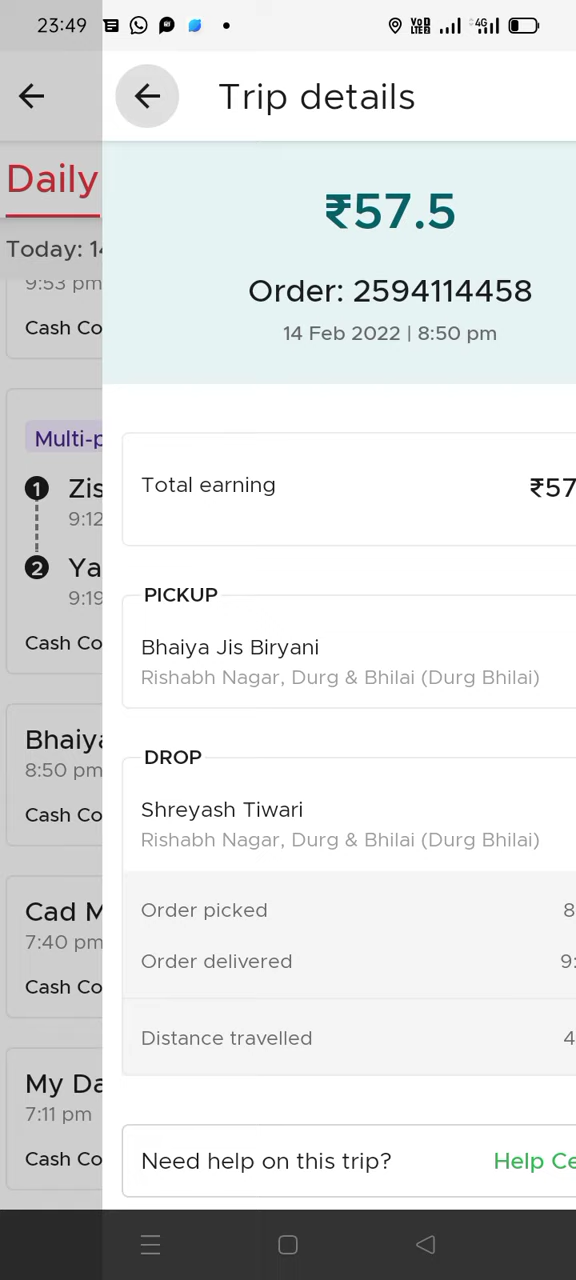 23:49
Trip details
Daily
Today: 14
9:53 pm
Cash Co
Multi-p
1 Zis
9:12
2 Ya
9:19
Cash Co
Bhaiya
8:50 pm
Cash Co
Cad M
7:40 pm
Cash Co
My Da
7:11 pm
Cash Co
₹57.5
Order: 2594114458
14 Feb 2022 | 8:50 pm
Total earning ₹57
PICKUP
Bhaiya Jis Biryani
Rishabh Nagar, Durg & Bhilai (Durg Bhilai)
DROP
Shreyash Tiwari
Rishabh Nagar, Durg & Bhilai (Durg Bhilai)
Order picked 8
Order delivered 9:
Distance travelled 4
Need help on this trip? Help Ce